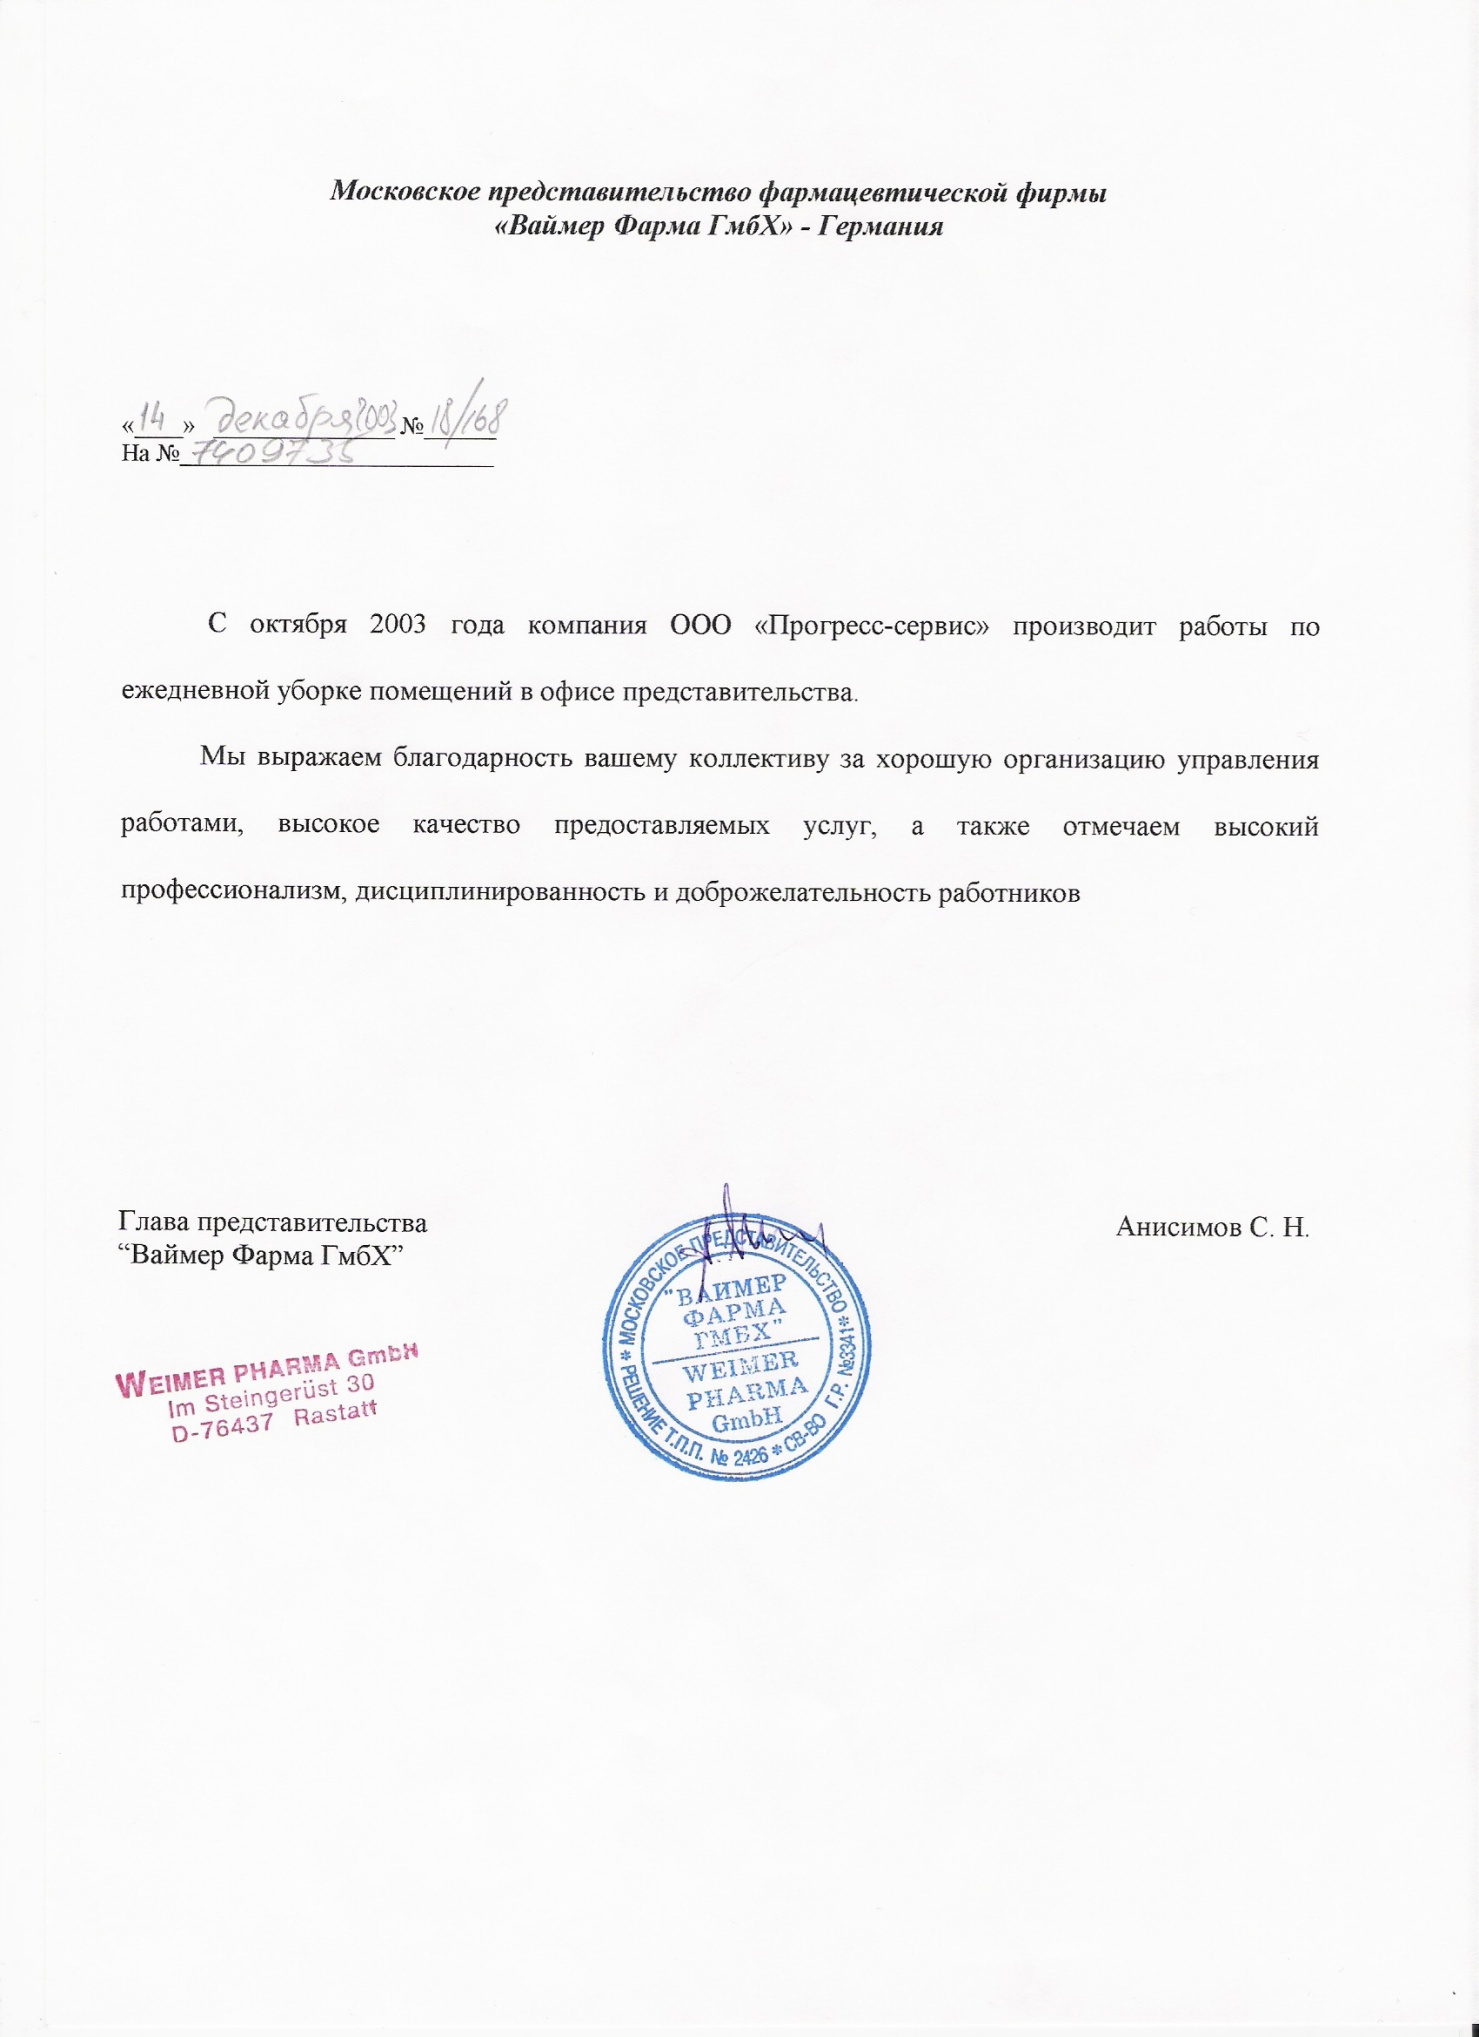 Московское представительство фармацевтической фирмы
«Ваймер Фарма ГмбХ» - Германия
«14» декабря 2003 № 18/168
На № 7409735
С октября 2003 года компания ООО «Прогресс-сервис» производит работы по
ежедневной уборке помещений в офисе представительства.
Мы выражаем благодарность вашему коллективу за хорошую организацию управления
работами, высокое качество предоставляемых услуг, а также отмечаем высокий
профессионализм, дисциплинированность и доброжелательность работников
Глава представительства
“Ваймер Фарма ГмбХ”
Анисимов С. Н.
WEIMER PHARMA GmbH
Im Steingerüst 30
D-76437 Rastatt
* МОСКОВСКОЕ ПРЕДСТАВИТЕЛЬСТВО *
РЕШЕНИЕ Т.П.П. № 2426 * СВ-ВО Г.Р. №3341
"ВАЙМЕР
ФАРМА
ГМБХ"
WEIMER
PHARMA
GmbH